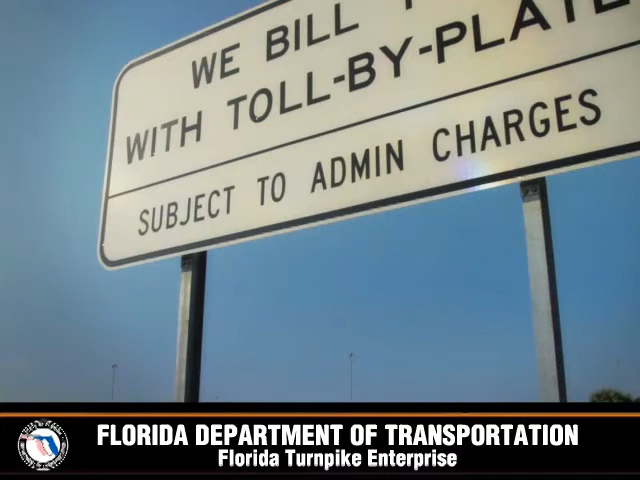 WE BILL
WITH TOLL-BY-PLATE
SUBJECT TO ADMIN CHARGES
FLORIDA DEPARTMENT OF TRANSPORTATION
Florida Turnpike Enterprise